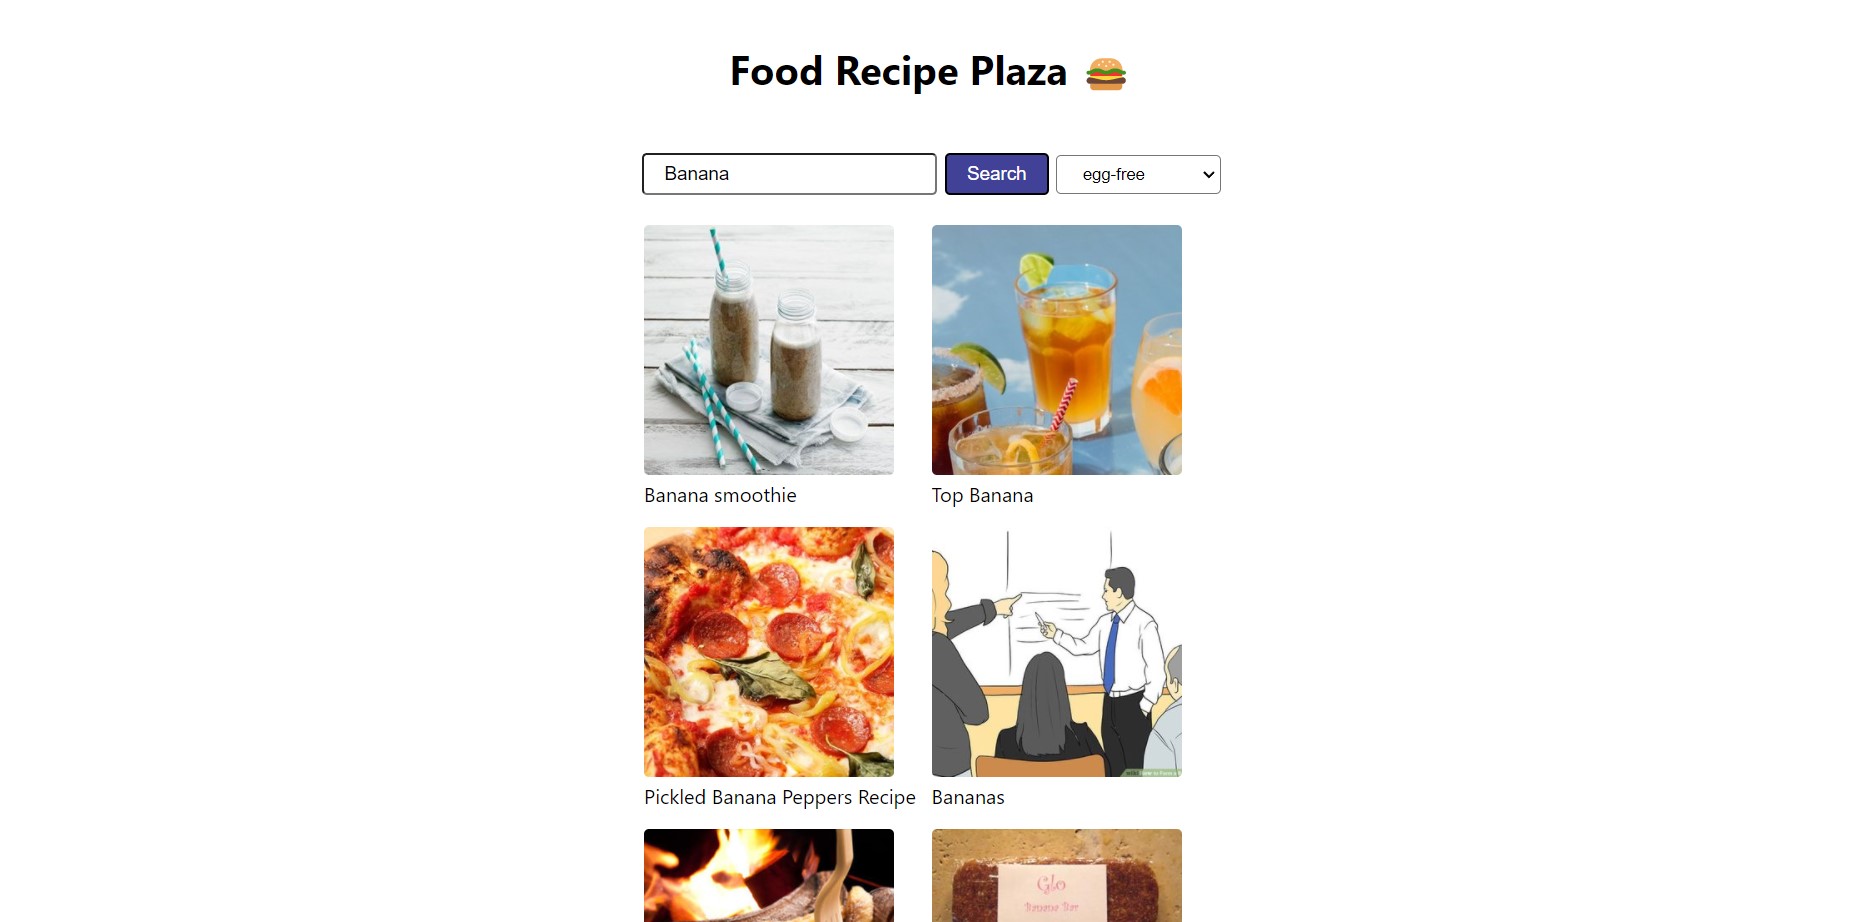 Food Recipe Plaza
Banana
Search
egg-free
Banana smoothie
Top Banana
Pickled Banana Peppers Recipe
Bananas
Glo
Banana Bar